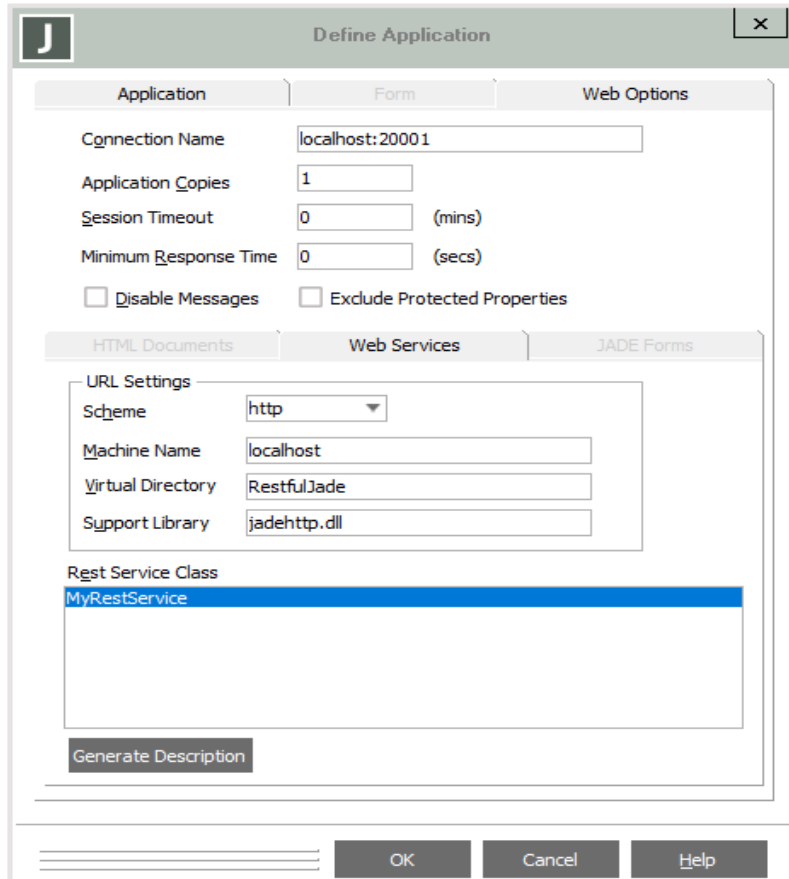 J
Define Application
×
Application Form Web Options
Connection Name localhost:20001
Application Copies 1
Session Timeout 0 (mins)
Minimum Response Time 0 (secs)
Disable Messages Exclude Protected Properties
HTML Documents Web Services JADE Forms
URL Settings
Scheme http
Machine Name localhost
Virtual Directory RestfulJade
Support Library jadehttp.dll
Rest Service Class
MyRestService
Generate Description
OK Cancel Help